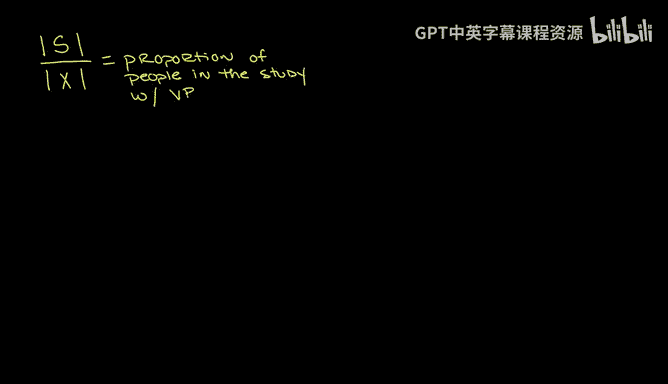 GPT中英字幕课程资源 bilibili
|S|
|X|
= proportion of
people in the study
w/ VP